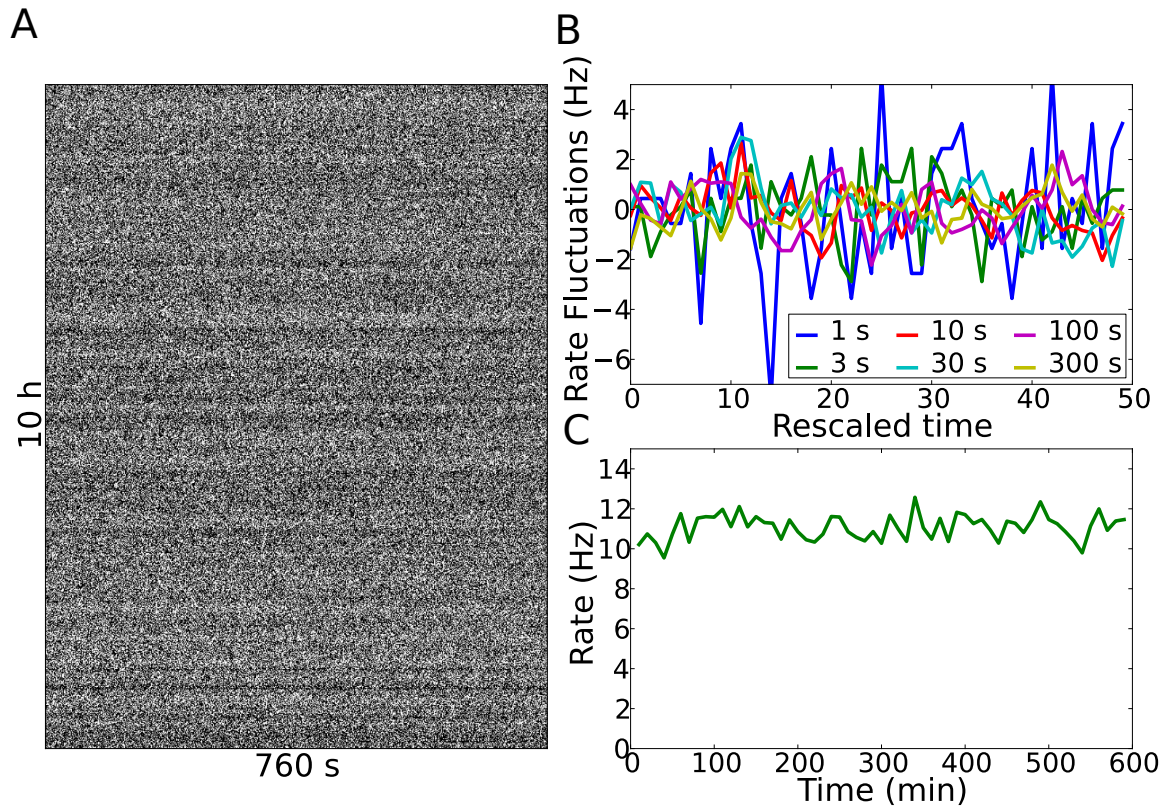 A
10 h
760 s
B
Rate Fluctuations (Hz)
4
2
0
−2
−4
−6
1 s
10 s
100 s
3 s
30 s
300 s
0
10
20
30
40
50
Rescaled time
C
Rate (Hz)
14
12
10
8
6
4
2
0
0
100
200
300
400
500
600
Time (min)